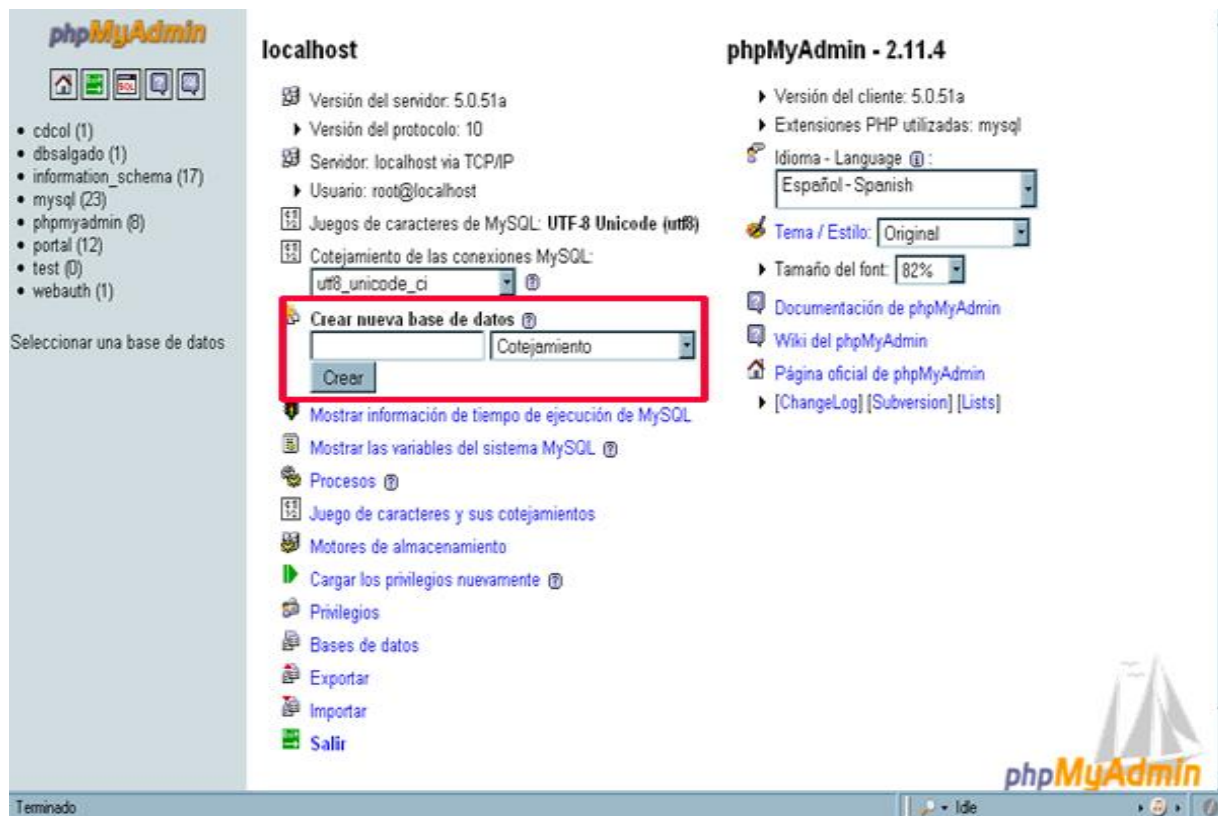 phpMyAdmin
SQL
cdcol (1)
dbsalgado (1)
information_schema (17)
mysql (23)
phpmyadmin (8)
portal (12)
test (0)
webauth (1)
Seleccionar una base de datos
localhost
Versión del servidor: 5.0.51a
Versión del protocolo: 10
Servidor: localhost via TCP/IP
Usuario: root@localhost
Juegos de caracteres de MySQL: UTF-8 Unicode (utf8)
Cotejamiento de las conexiones MySQL:
utf8_unicode_ci
Crear nueva base de datos
Cotejamiento
Crear
Mostrar información de tiempo de ejecución de MySQL
Mostrar las variables del sistema MySQL
Procesos
Juego de caracteres y sus cotejamientos
Motores de almacenamiento
Cargar los privilegios nuevamente
Privilegios
Bases de datos
Exportar
Importar
Salir
phpMyAdmin - 2.11.4
Versión del cliente: 5.0.51a
Extensiones PHP utilizadas: mysql
Idioma - Language :
Español - Spanish
Tema / Estilo: Original
Tamaño del font: 82%
Documentación de phpMyAdmin
Wiki del phpMyAdmin
Página oficial de phpMyAdmin
[ChangeLog] [Subversion] [Lists]
phpMyAdmin
Terminado
Idle